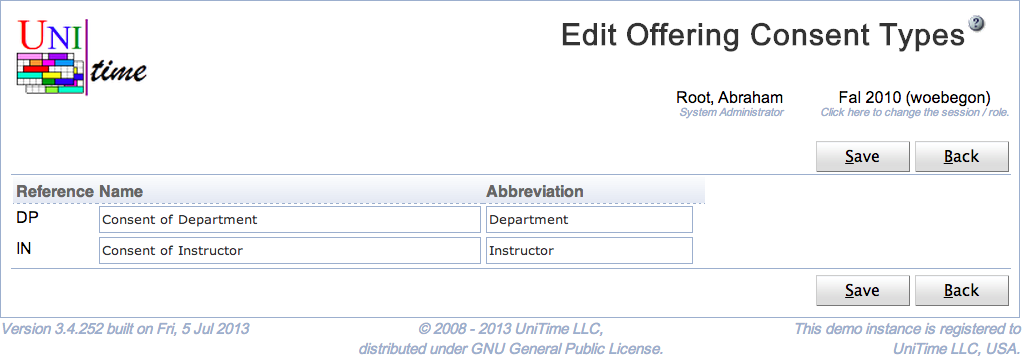 UNI
time
Edit Offering Consent Types ?
Root, Abraham
System Administrator
Fal 2010 (woebegon)
Click here to change the session / role.
Save Back
Reference Name Abbreviation
DP Consent of Department Department
IN Consent of Instructor Instructor
Save Back
Version 3.4.252 built on Fri, 5 Jul 2013
© 2008 - 2013 UniTime LLC,
distributed under GNU General Public License.
This demo instance is registered to
UniTime LLC, USA.